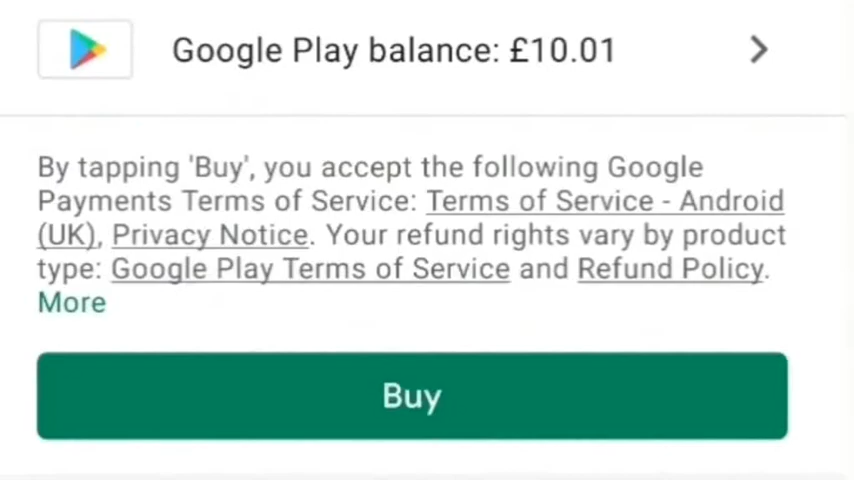 Google Play balance: £10.01
By tapping 'Buy', you accept the following Google
Payments Terms of Service: Terms of Service - Android
(UK), Privacy Notice. Your refund rights vary by product
type: Google Play Terms of Service and Refund Policy.
More
Buy